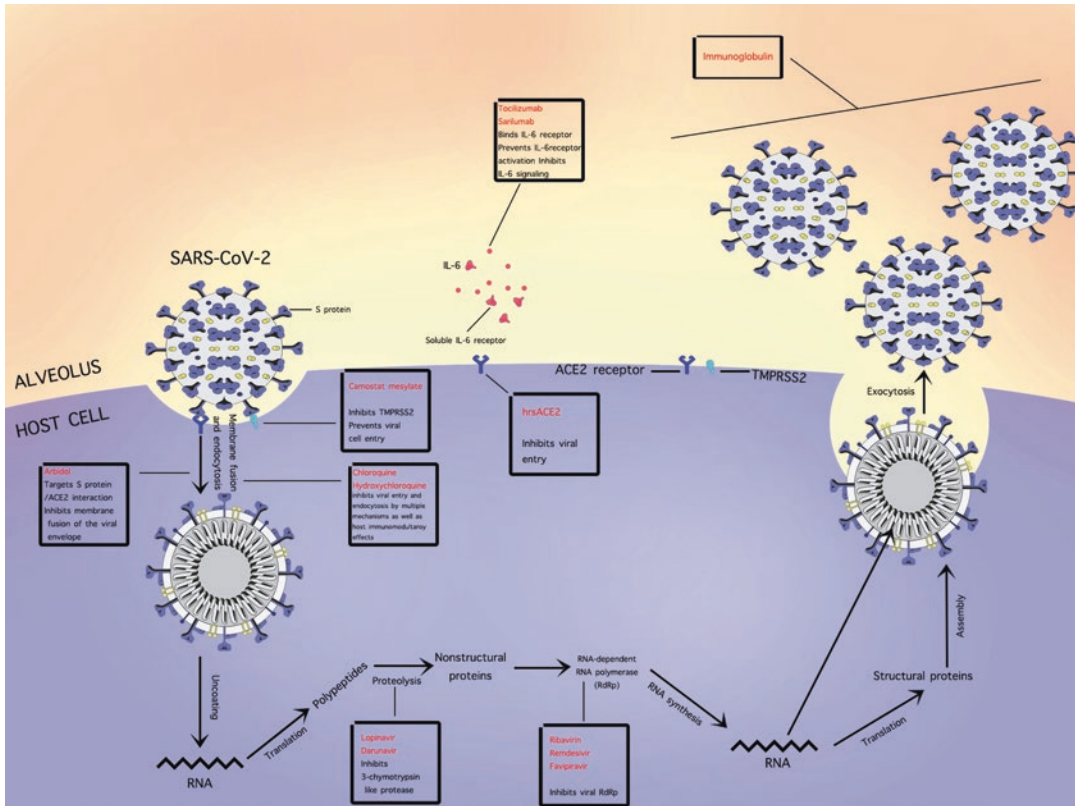 Immunoglobulin
Tocilizumab
Sarilumab
Binds IL-6 receptor
Prevents IL-6receptor
activation Inhibits
IL-6 signaling
SARS-CoV-2
IL-6
S protein
Soluble IL-6 receptor
ALVEOLUS
HOST CELL
ACE2 receptor
TMPRSS2
Exocytosis
Camostat mesylate
Inhibits TMPRSS2
Prevents viral
cell entry
hrsACE2
Inhibits viral
entry
Membrane fusion
and endocytosis
Arbidol
Targets S protein
/ACE2 interaction
Inhibits membrane
fusion of the viral
envelope
Chloroquine
Hydroxychloroquine
Inhibits viral entry and
endocytosis by multiple
mechanisms as well as
host immunomodultaroy
effects
Uncoating
RNA
Translation
Polypeptides
Proteolysis
Nonstructural
proteins
RNA-dependent
RNA polymerase
(RdRp)
RNA synthesis
RNA
Translation
Structural proteins
Assembly
Lopinavir
Darunavir
Inhibits
3-chymotrypsin
like protease
Ribavirin
Remdesivir
Favipiravir
Inhibits viral RdRp